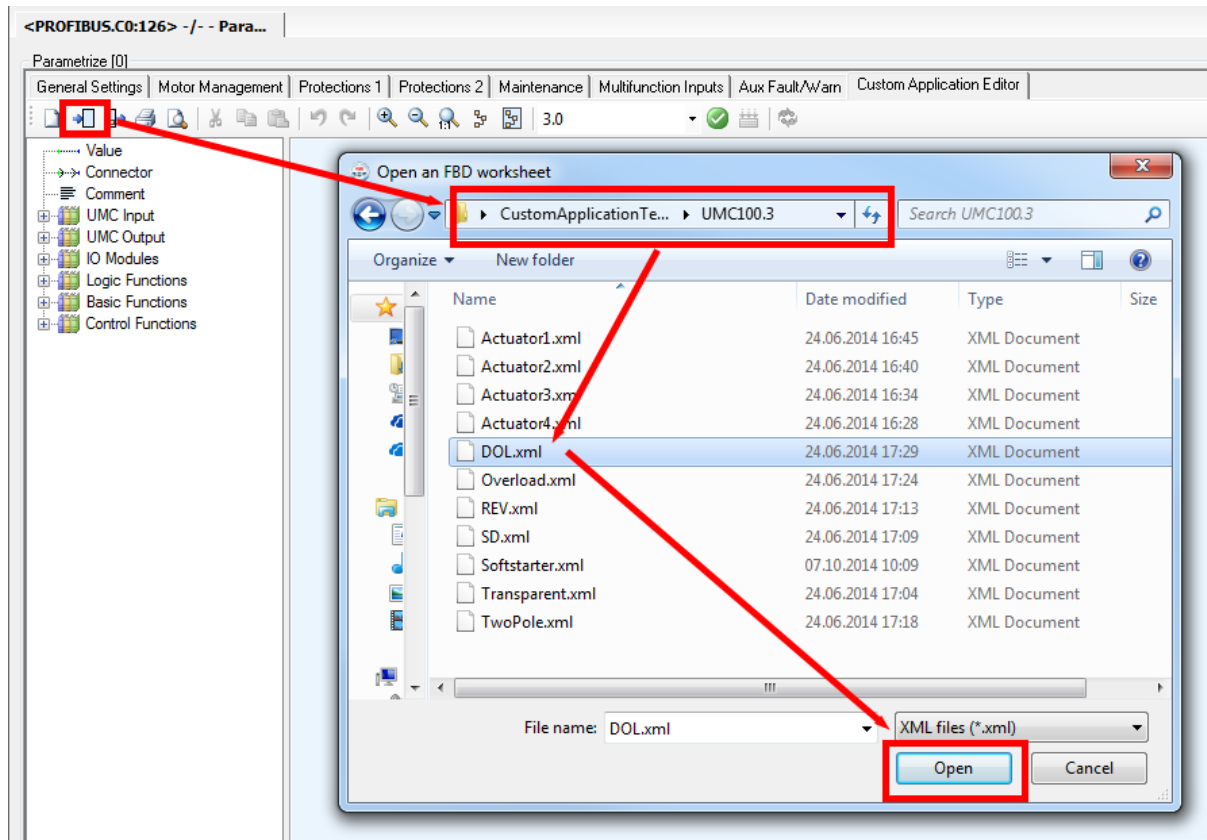 <PROFIBUS.C0:126> -/- - Para...
Parametrize [0]
General Settings Motor Management Protections 1 Protections 2 Maintenance Multifunction Inputs Aux Fault/Warn Custom Application Editor
3.0
Value
Connector
Comment
UMC Input
UMC Output
IO Modules
Logic Functions
Basic Functions
Control Functions
Open an FBD worksheet
CustomApplicationTe... UMC100.3 Search UMC100.3
Organize New folder
Name Date modified Type Size
Actuator1.xml 24.06.2014 16:45 XML Document
Actuator2.xml 24.06.2014 16:40 XML Document
Actuator3.xml 24.06.2014 16:34 XML Document
Actuator4.xml 24.06.2014 16:28 XML Document
DOL.xml 24.06.2014 17:29 XML Document
Overload.xml 24.06.2014 17:24 XML Document
REV.xml 24.06.2014 17:13 XML Document
SD.xml 24.06.2014 17:09 XML Document
Softstarter.xml 07.10.2014 10:09 XML Document
Transparent.xml 24.06.2014 17:04 XML Document
TwoPole.xml 24.06.2014 17:18 XML Document
File name: DOL.xml XML files (*.xml)
Open Cancel